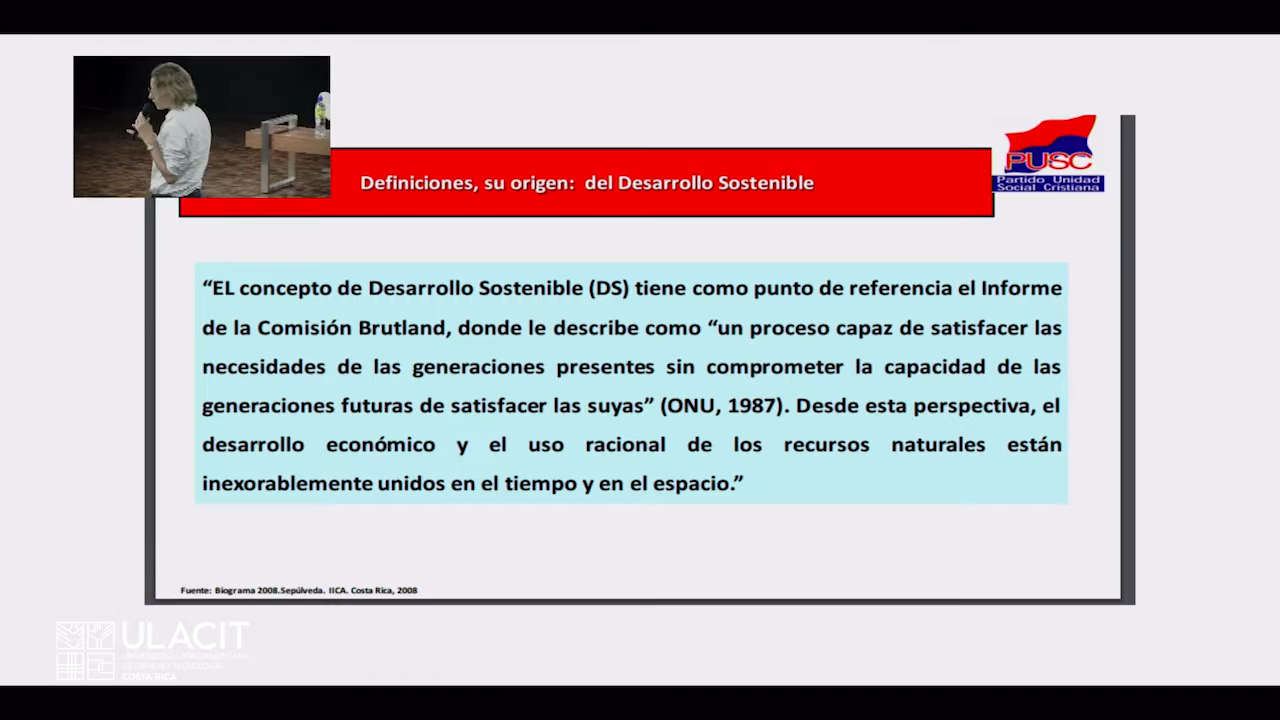 Definiciones, su origen: del Desarrollo Sostenible
PUSC
Partido Unidad
Social Cristiana
“EL concepto de Desarrollo Sostenible (DS) tiene como punto de referencia el Informe
de la Comisión Brutland, donde le describe como “un proceso capaz de satisfacer las
necesidades de las generaciones presentes sin comprometer la capacidad de las
generaciones futuras de satisfacer las suyas” (ONU, 1987). Desde esta perspectiva, el
desarrollo económico y el uso racional de los recursos naturales están
inexorablemente unidos en el tiempo y en el espacio.”
Fuente: Biograma 2008.Sepúlveda. IICA. Costa Rica, 2008
ULACIT
COSTA RICA